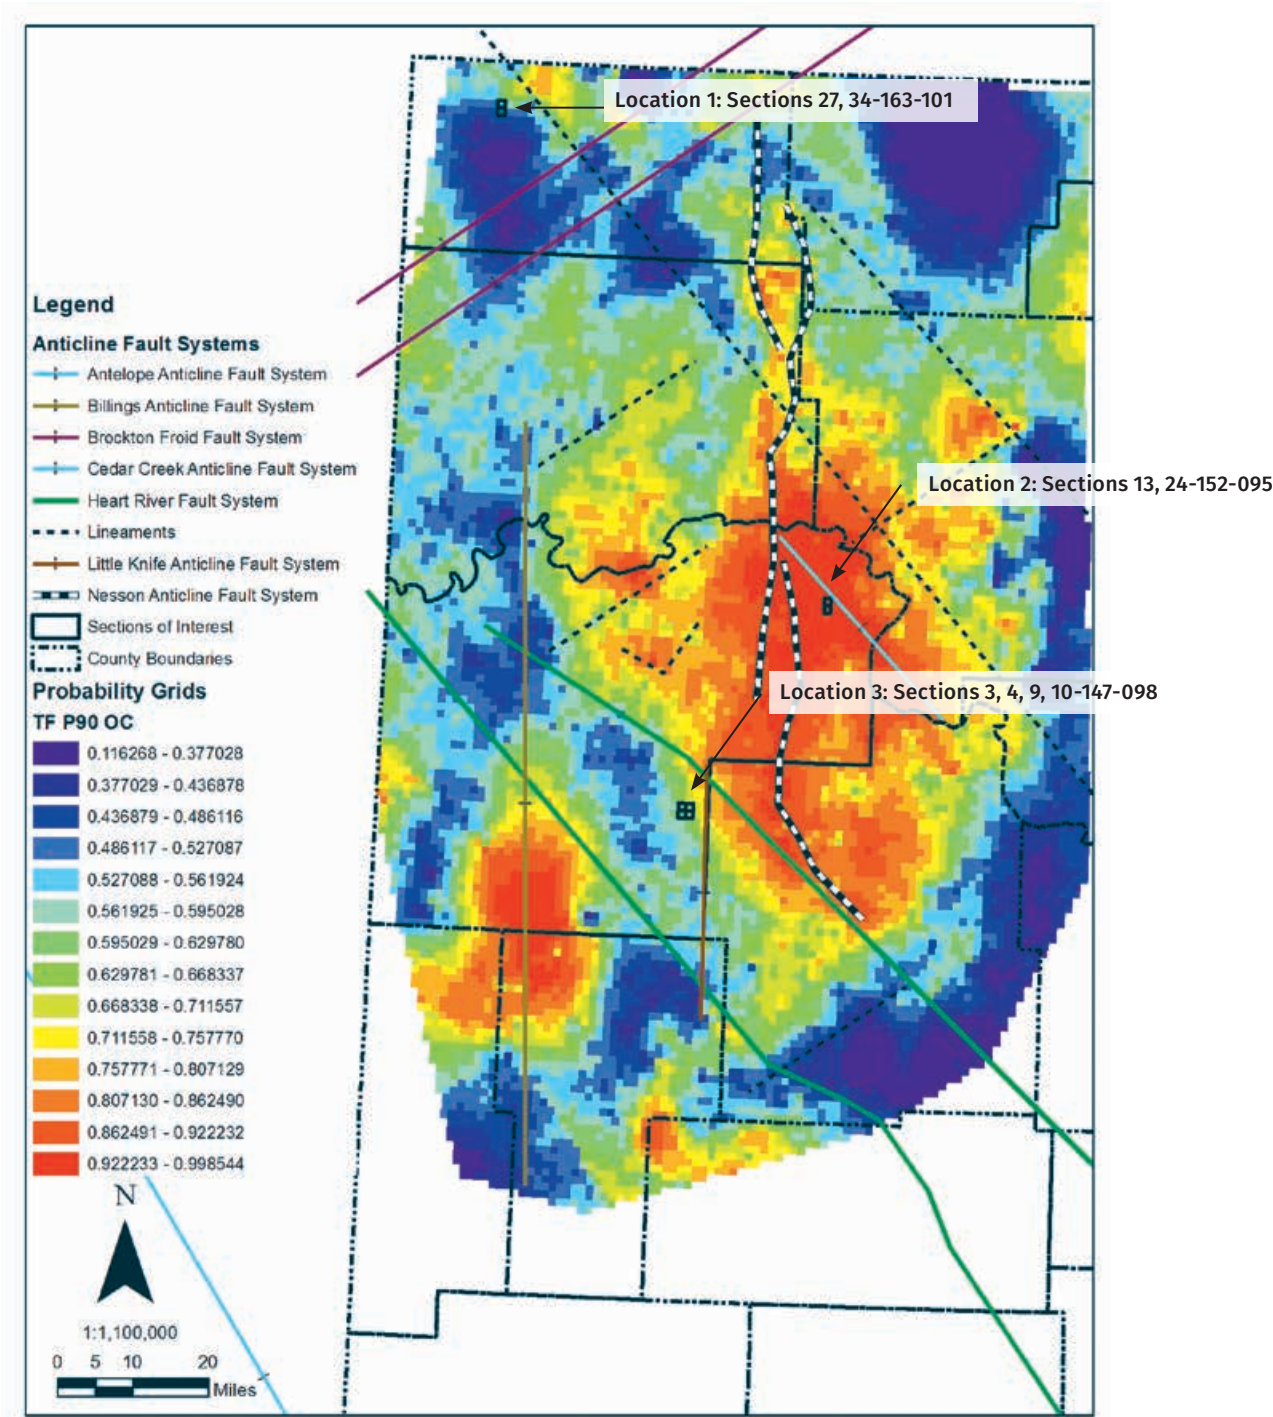 Location 1: Sections 27, 34-163-101
Location 2: Sections 13, 24-152-095
Location 3: Sections 3, 4, 9, 10-147-098
Legend
Anticline Fault Systems
Antelope Anticline Fault System
Billings Anticline Fault System
Brockton Froid Fault System
Cedar Creek Anticline Fault System
Heart River Fault System
Lineaments
Little Knife Anticline Fault System
Nesson Anticline Fault System
Sections of Interest
County Boundaries
Probability Grids
TF P90 OC
0.116268 - 0.377028
0.377029 - 0.436878
0.436879 - 0.486116
0.486117 - 0.527087
0.527088 - 0.561924
0.561925 - 0.595028
0.595029 - 0.629780
0.629781 - 0.668337
0.668338 - 0.711557
0.711558 - 0.757770
0.757771 - 0.807129
0.807130 - 0.862490
0.862491 - 0.922232
0.922233 - 0.998544
N
1:1,100,000
0 5 10 20
Miles